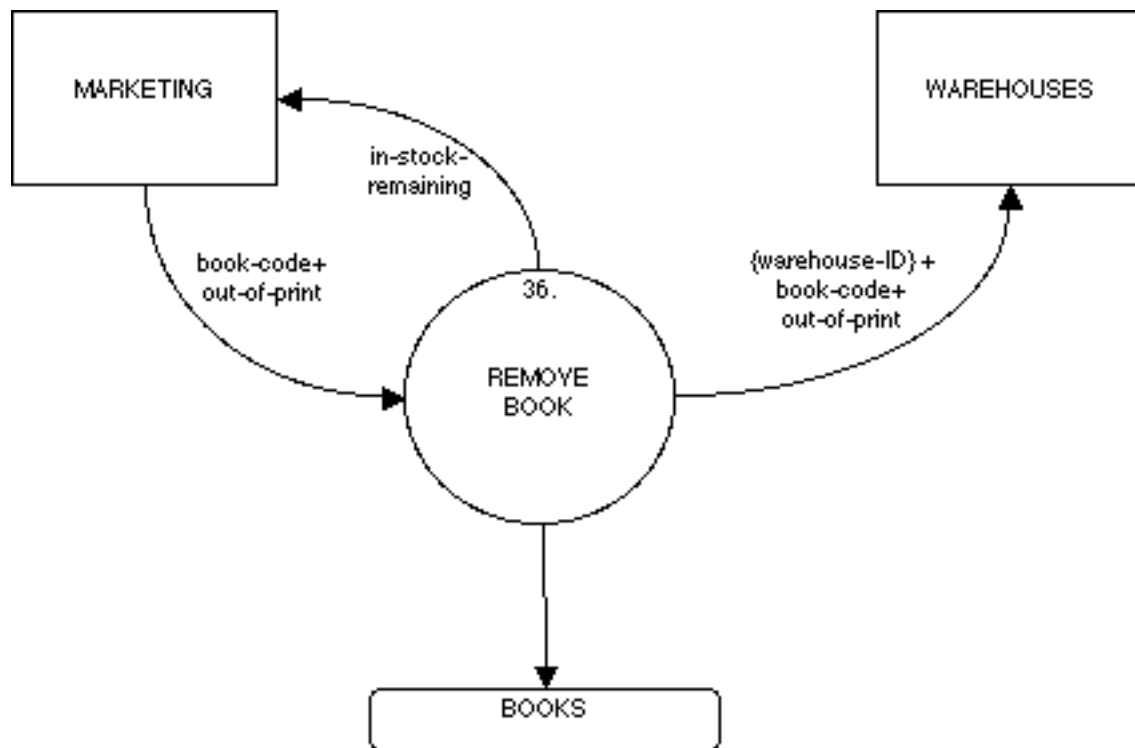 MARKETING
WAREHOUSES
in-stock-
remaining
book-code+
out-of-print
{warehouse-ID} +
book-code+
out-of-print
36.
REMOYE
BOOK
BOOKS